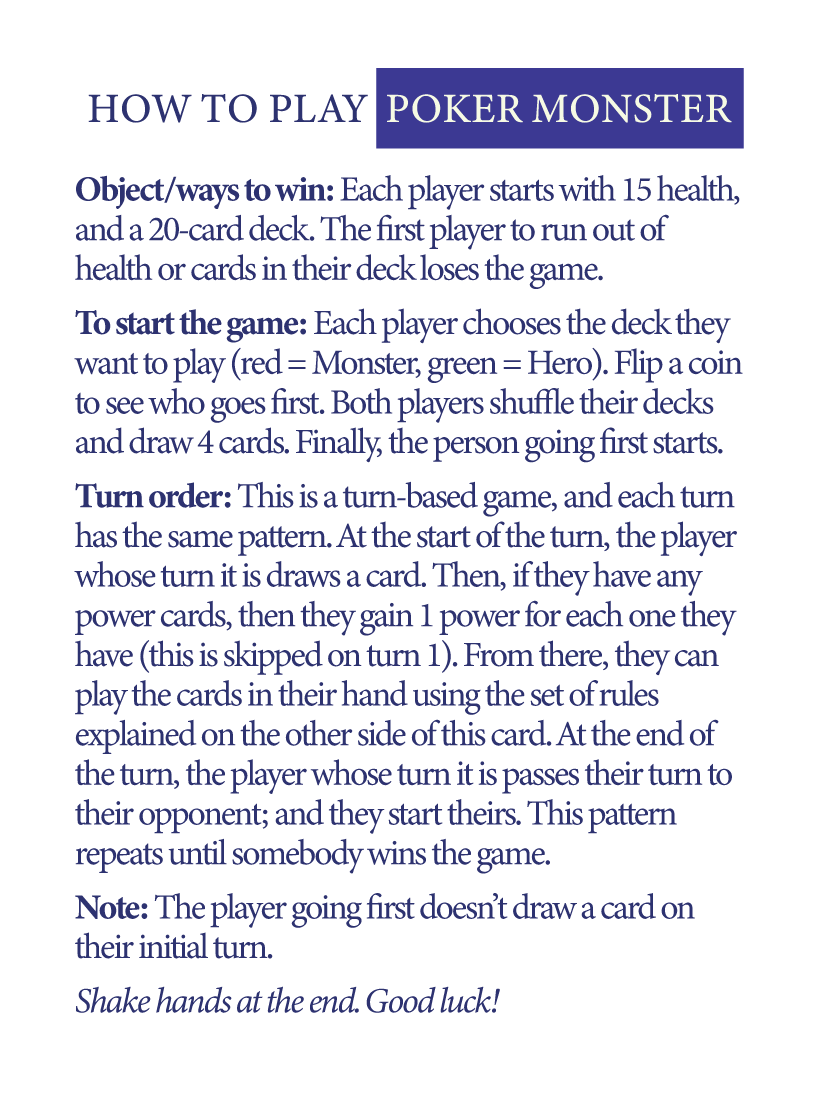 HOW TO PLAY POKER MONSTER
Object/ways to win: Each player starts with 15 health,
and a 20-card deck. The first player to run out of
health or cards in their deck loses the game.
To start the game: Each player chooses the deck they
want to play (red = Monster, green = Hero). Flip a coin
to see who goes first. Both players shuffle their decks
and draw 4 cards. Finally, the person going first starts.
Turn order: This is a turn-based game, and each turn
has the same pattern. At the start of the turn, the player
whose turn it is draws a card. Then, if they have any
power cards, then they gain 1 power for each one they
have (this is skipped on turn 1). From there, they can
play the cards in their hand using the set of rules
explained on the other side of this card. At the end of
the turn, the player whose turn it is passes their turn to
their opponent; and they start theirs. This pattern
repeats until somebody wins the game.
Note: The player going first doesn’t draw a card on
their initial turn.
Shake hands at the end. Good luck!